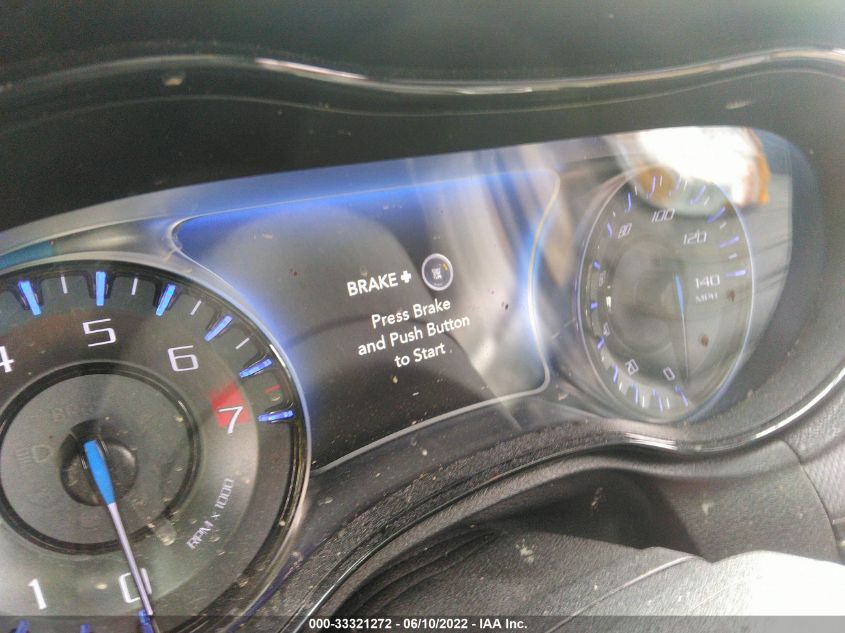 BRAKE +
Press Brake
and Push Button
to Start
4
5
6
7
RPM x 1000
1
0
0
20
80
100
120
140
MPH
000-33321272 - 06/10/2022 - IAA Inc.